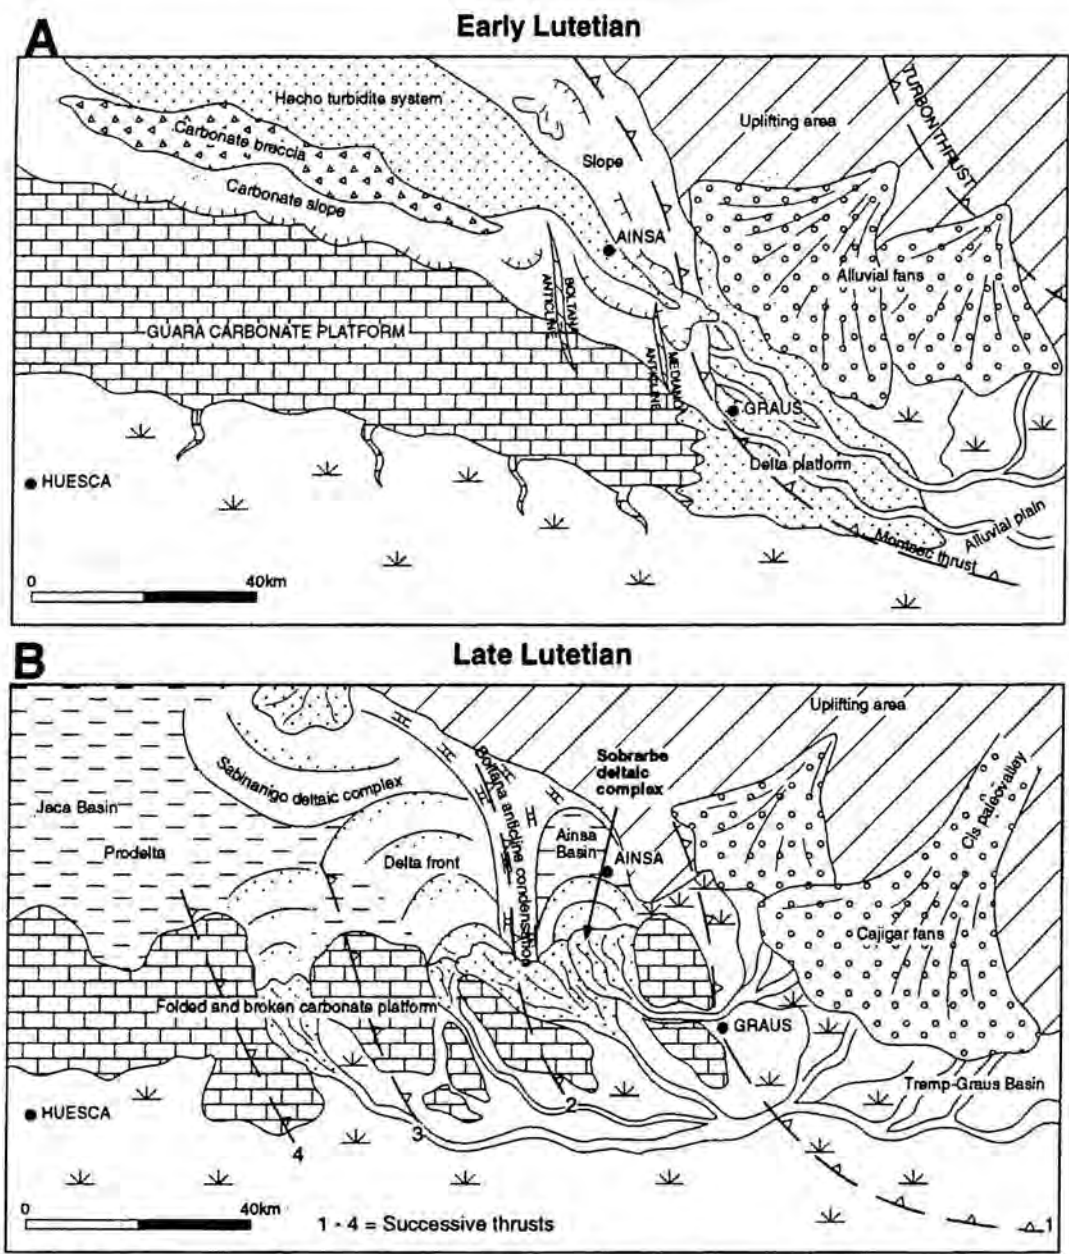 A
Early Lutetian
Hecho turbidite system
Carbonate breccia
Carbonate slope
Slope
Uplifting area
TURBON THRUST
AINSA
Alluvial fans
BOLTANA
ANTICLINE
GUARA CARBONATE PLATFORM
MEDIANO
ANTICLINE
GRAUS
Delta platform
HUESCA
Alluvial plain
Montsec thrust
0 40km
B
Late Lutetian
Uplifting area
Sobrarbe
deltaic
complex
Sabinanigo deltaic complex
Boltana anticline condensation
Jaca Basin
Prodelta
Delta front
Ainsa
Basin
AINSA
Cis paleovalley
Cajigar fans
Folded and broken carbonate platform
GRAUS
Tremp-Graus Basin
HUESCA
2
3
4
1
0 40km
1 - 4 = Successive thrusts